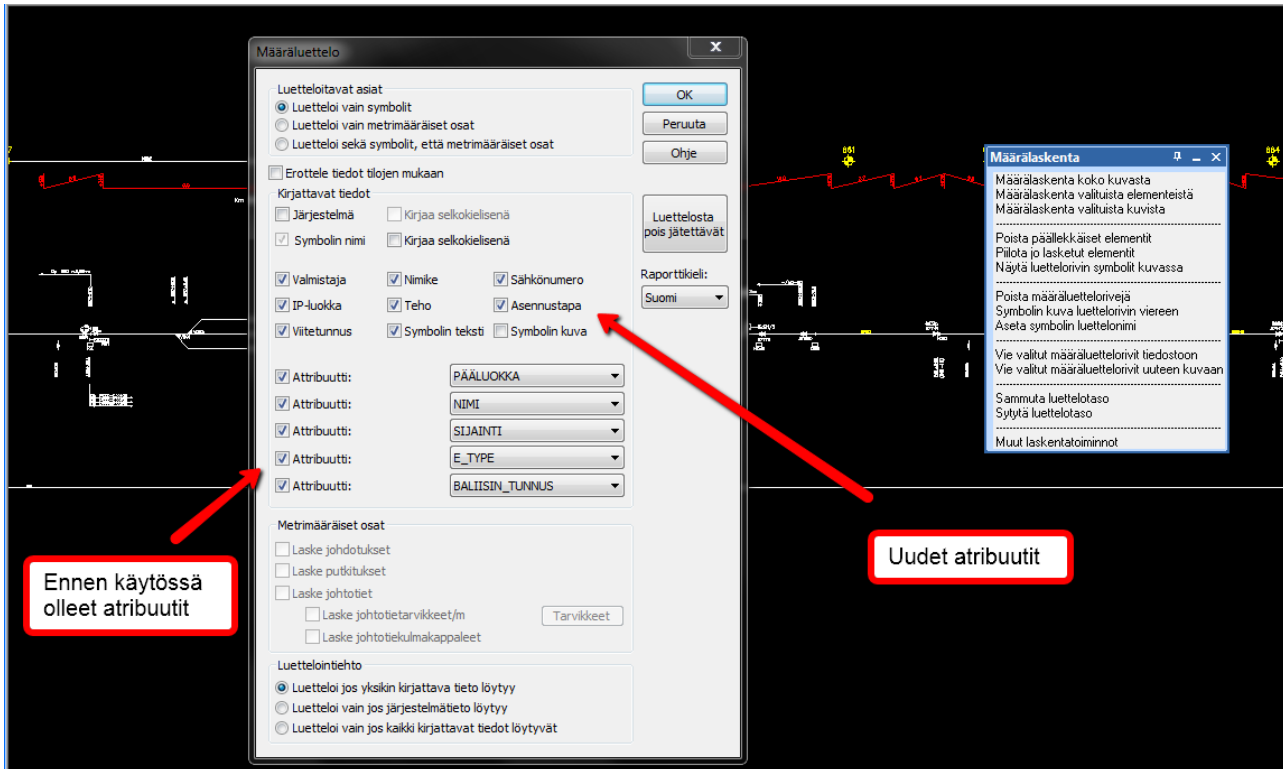 Määräluettelo
x
Luetteloitavat asiat
Luetteloi vain symbolit
Luetteloi vain metrimääräiset osat
Luetteloi sekä symbolit, että metrimääräiset osat
OK
Peruuta
Ohje
Erottele tiedot tilojen mukaan
Kirjattavat tiedot
Järjestelmä
Kirjaa selkokielisenä
Symbolin nimi
Kirjaa selkokielisenä
Luettelosta
pois jätettävät
Valmistaja
Nimike
Sähkönumero
IP-luokka
Teho
Asennustapa
Viitetunnus
Symbolin teksti
Symbolin kuva
Raporttikieli:
Suomi
Attribuutti:
PÄÄLUOKKA
Attribuutti:
NIMI
Attribuutti:
SIJAINTI
Attribuutti:
E_TYPE
Attribuutti:
BALIISIN_TUNNUS
Metrimääräiset osat
Laske johdotukset
Laske putkitukset
Laske johtotiet
Laske johtotietarvikkeet/m
Tarvikkeet
Laske johtotiekulmakappaleet
Luettelointiehto
Luetteloi jos yksikin kirjattava tieto löytyy
Luetteloi vain jos järjestelmätieto löytyy
Luetteloi vain jos kaikki kirjattavat tiedot löytyvät
Ennen käytössä
olleet atribuutit
Uudet atribuutit
851
864
Km
Määrälaskenta
Määrälaskenta koko kuvasta
Määrälaskenta valituista elementeistä
Määrälaskenta valituista kuvista
Poista päällekkäiset elementit
Piilota jo lasketut elementit
Näytä luettelorivin symbolit kuvassa
Poista määräluettelorivejä
Symbolin kuva luettelorivin viereen
Aseta symbolin luettelonimi
Vie valitut määräluettelorivit tiedostoon
Vie valitut määräluettelorivit uuteen kuvaan
Sammuta luettelotaso
Sytytä luettelotaso
Muut laskentatoiminnot